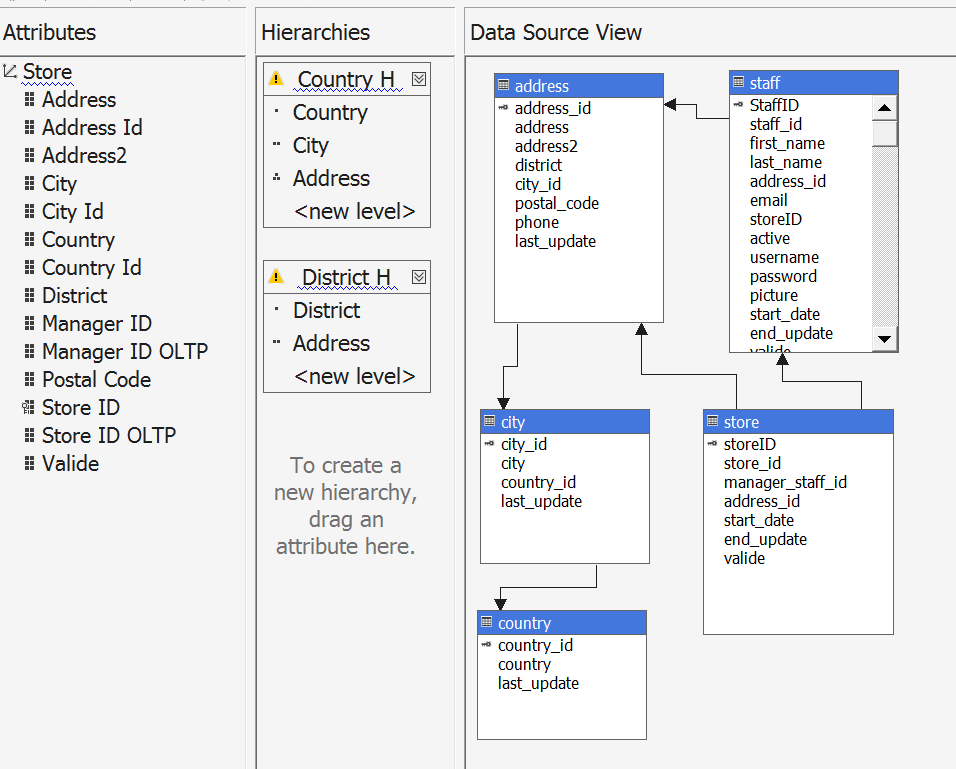 Attributes
Store
Address
Address Id
Address2
City
City Id
Country
Country Id
District
Manager ID
Manager ID OLTP
Postal Code
Store ID
Store ID OLTP
Valide
Hierarchies
Country H
Country
City
Address
<new level>
District H
District
Address
<new level>
To create a
new hierarchy,
drag an
attribute here.
Data Source View
address
address_id
address
address2
district
city_id
postal_code
phone
last_update
staff
StaffID
staff_id
first_name
last_name
address_id
email
storeID
active
username
password
picture
start_date
end_update
valide
city
city_id
city
country_id
last_update
store
storeID
store_id
manager_staff_id
address_id
start_date
end_update
valide
country
country_id
country
last_update